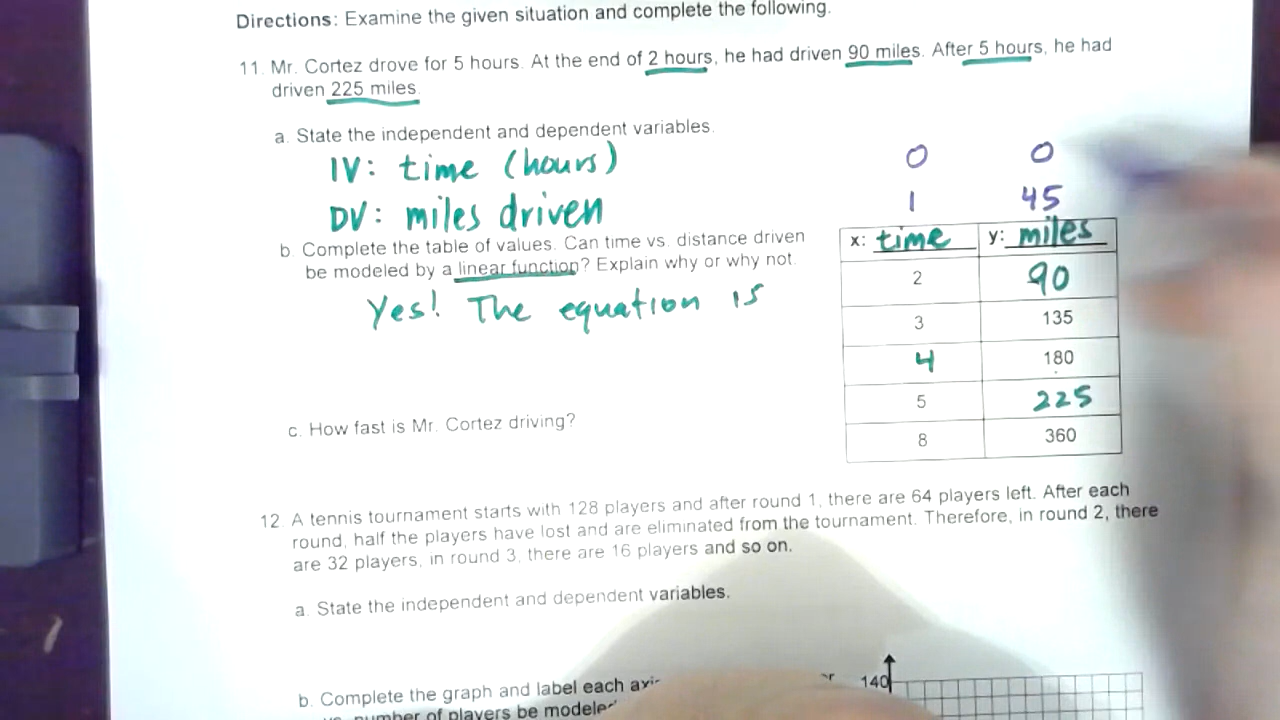 Directions: Examine the given situation and complete the following.
11. Mr. Cortez drove for 5 hours. At the end of 2 hours, he had driven 90 miles. After 5 hours, he had
driven 225 miles.
a. State the independent and dependent variables.
IV: time (hours)
DV: miles driven
0 0
1 45
b. Complete the table of values. Can time vs. distance driven
be modeled by a linear function? Explain why or why not.
Yes! The equation is
x: time y: miles
2 90
3 135
4 180
5 225
8 360
c. How fast is Mr. Cortez driving?
12. A tennis tournament starts with 128 players and after round 1, there are 64 players left. After each
round, half the players have lost and are eliminated from the tournament. Therefore, in round 2, there
are 32 players, in round 3, there are 16 players and so on.
a. State the independent and dependent variables.
b. Complete the graph and label each
number of players be
140